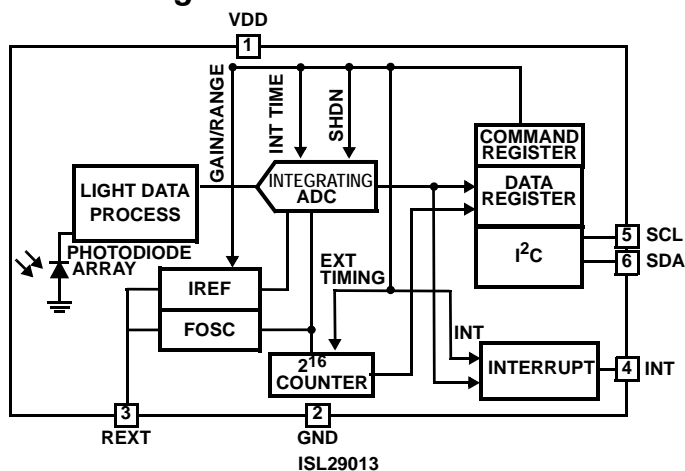 VDD
1
GAIN/RANGE
INT TIME
SHDN
COMMAND
REGISTER
LIGHT DATA
PROCESS
INTEGRATING
ADC
DATA
REGISTER
I2C
5 SCL
6 SDA
PHOTODIODE
ARRAY
IREF
FOSC
EXT
TIMING
INT
216
COUNTER
INTERRUPT
4 INT
3
REXT
2
GND
ISL29013